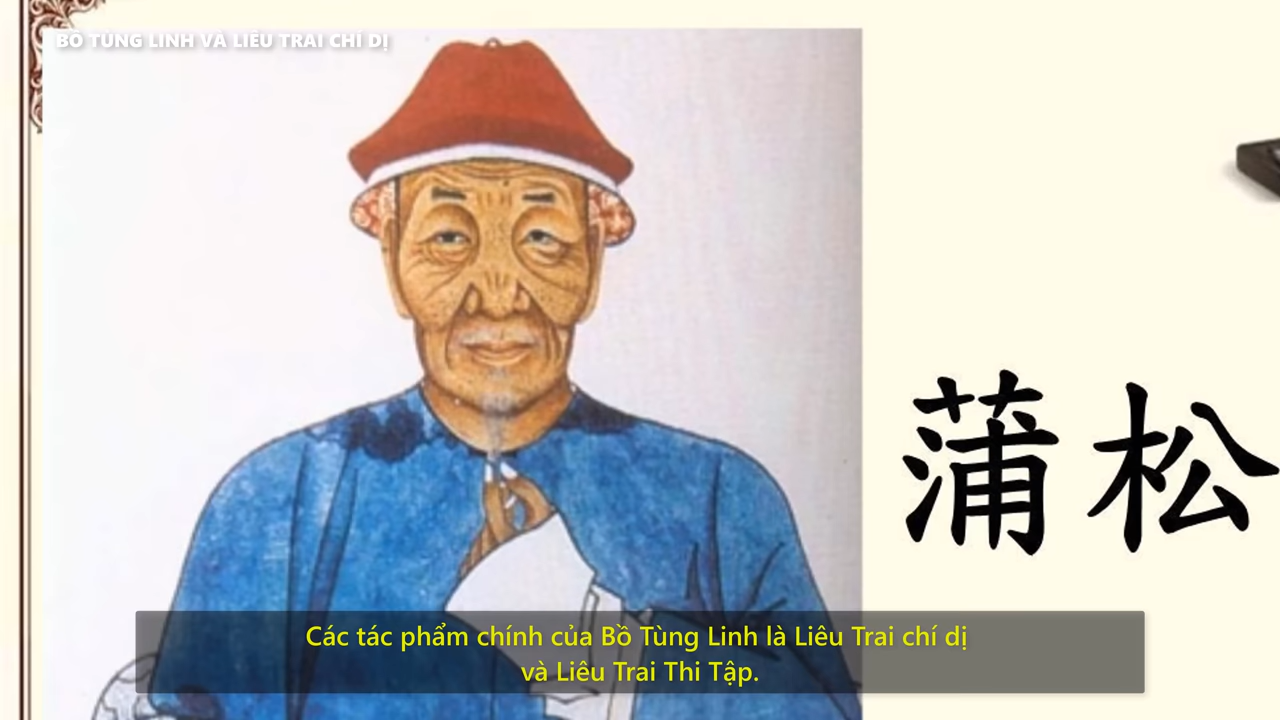 BỒ TÙNG LINH VÀ LIÊU TRAI CHÍ DỊ
蒲松
Các tác phẩm chính của Bồ Tùng Linh là Liêu Trai chí dị
và Liêu Trai Thi Tập.